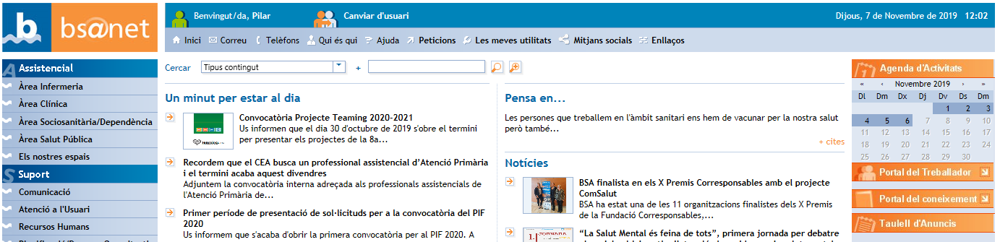 b bs@net
Benvingut/da, Pilar
Canviar d'usuari
Dijous, 7 de Novembre de 2019 12:02
Inici Correu Telèfons Qui és qui Ajuda Peticions Les meves utilitats Mitjans socials Enllaços
Assistencial
Àrea Infermeria
Àrea Clínica
Àrea Sociosanitària/Dependència
Àrea Salut Pública
Els nostres espais
Suport
Comunicació
Atenció a l'Usuari
Recursos Humans
Cercar Tipus contingut +
Un minut per estar al dia
Convocatòria Projecte Teaming 2020-2021
Us informen que el dia 30 d'octubre de 2019 s'obre el termini
per presentar els projectes de la 8a...
Recordem que el CEA busca un professional assistencial d’Atenció Primària
i el termini acaba aquest divendres
Adjuntem la convocatòria interna adreçada als professionals assistencials de
l'Atenció Primària de...
Primer període de presentació de sol·licituds per a la convocatòria del PIF
2020
Us informem que s'acaba d'obrir la primera convocatòria per al PIF 2020. A
Pensa en...
Les persones que treballem en l'àmbit sanitari ens hem de vacunar per la nostra salut
però també...
+ cites
Notícies
BSA finalista en els X Premis Corresponsables amb el projecte
ComSalut
BSA ha estat una de les 11 organitzacions finalistes dels X Premis
de la Fundació Corresponsables,...
“La Salut Mental és feina de tots”, primera jornada per debatre
Agenda d'Activitats
« ‹ Novembre 2019 › »
Dl Dm Dx Dj Dv Ds Dm
1 2 3
4 5 6 7 8 9 10
11 12 13 14 15 16 17
18 19 20 21 22 23 24
25 26 27 28 29 30
Portal del Treballador
Portal del coneixement
Taulell d'Anuncis